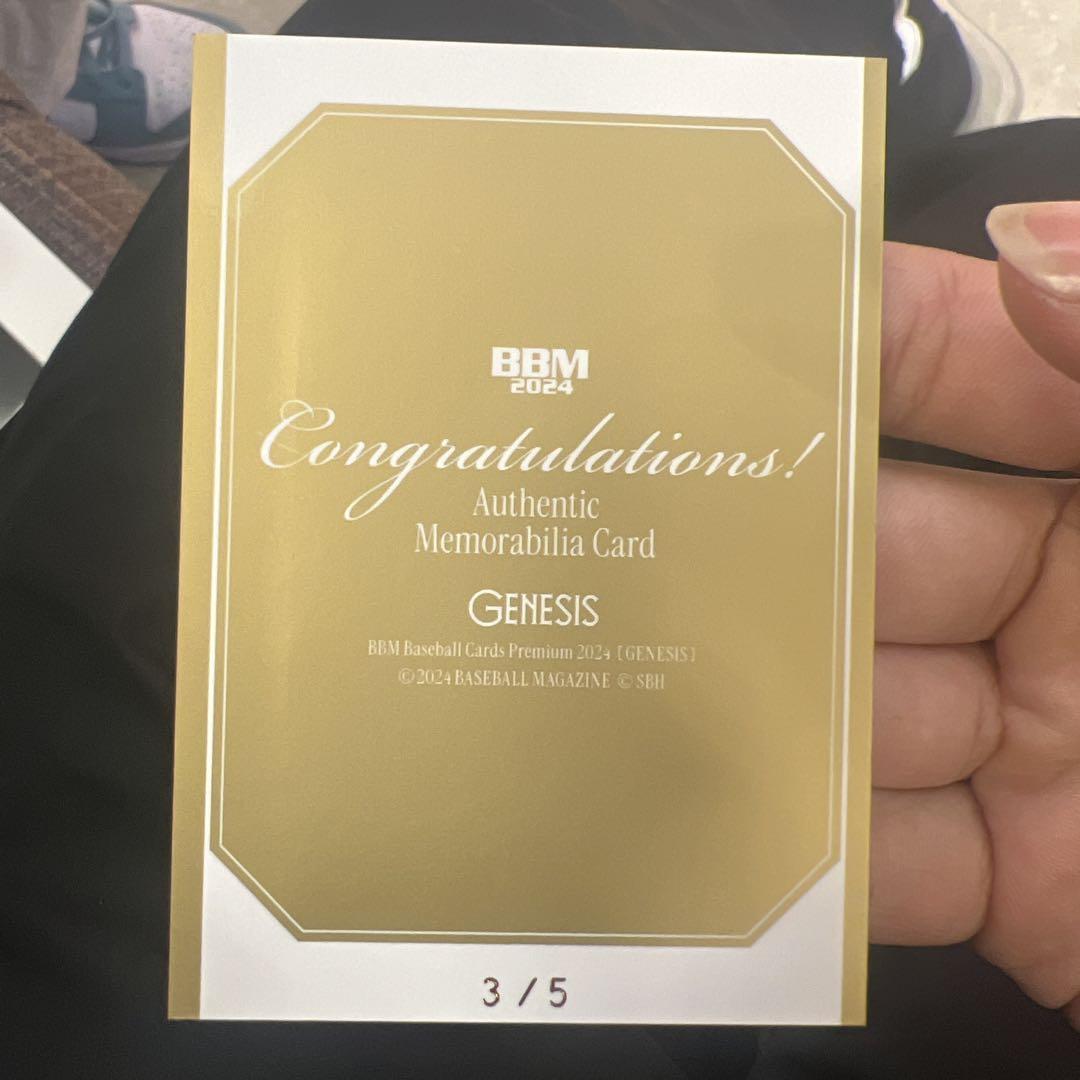 BBM
2024
Congratulations!
Authentic
Memorabilia Card
GENESIS
BBM Baseball Cards Premium 2024 [GENESIS]
©2024 BASEBALL MAGAZINE © SBH
3/5